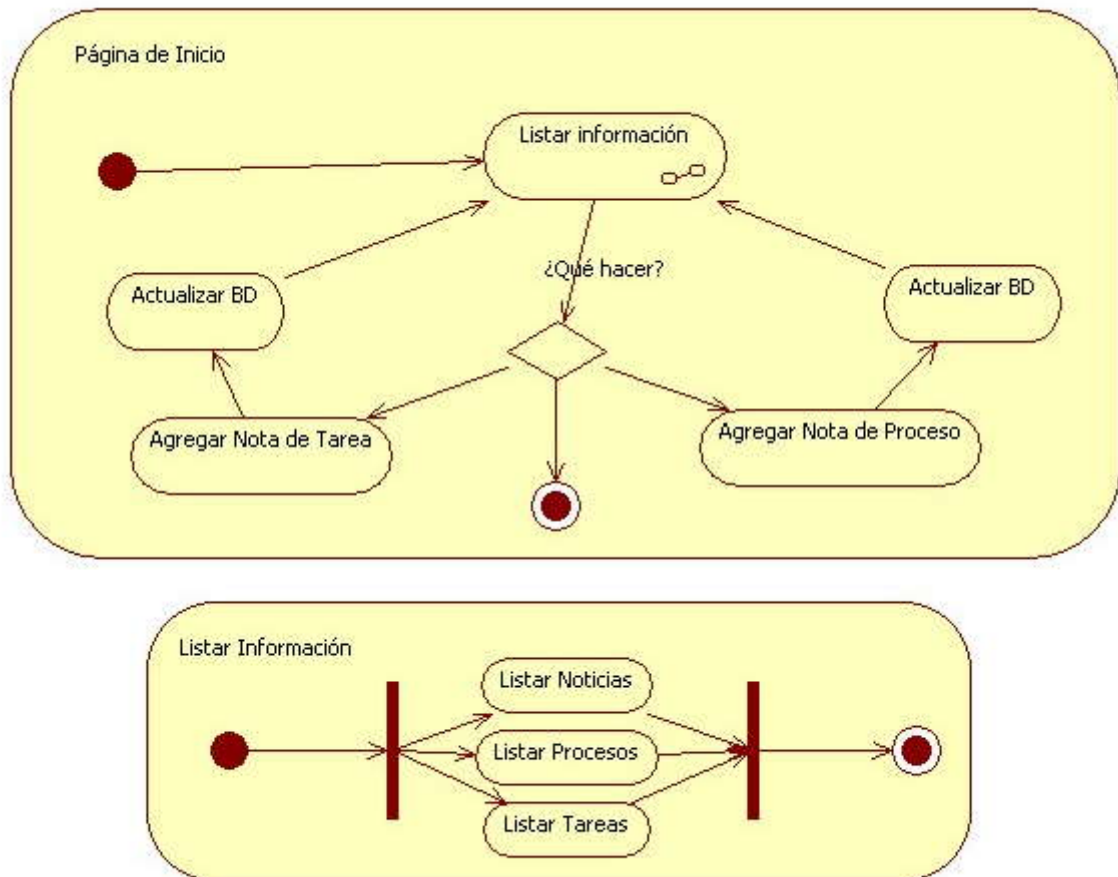 Página de Inicio
Listar información
¿Qué hacer?
Actualizar BD
Actualizar BD
Agregar Nota de Tarea
Agregar Nota de Proceso
Listar Información
Listar Noticias
Listar Procesos
Listar Tareas